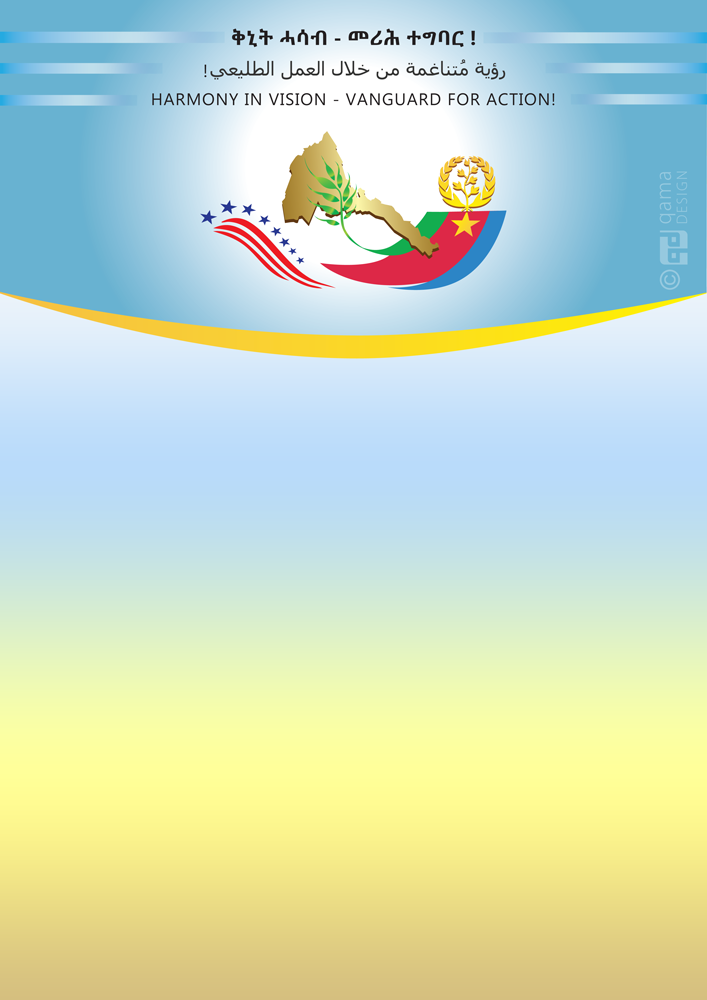 ቅኒት ሓሳብ - መሪሕ ተግባር !
رؤية مُتناغمة من خلال العمل الطليعي!
HARMONY IN VISION - VANGUARD FOR ACTION!
© qama
DESIGN